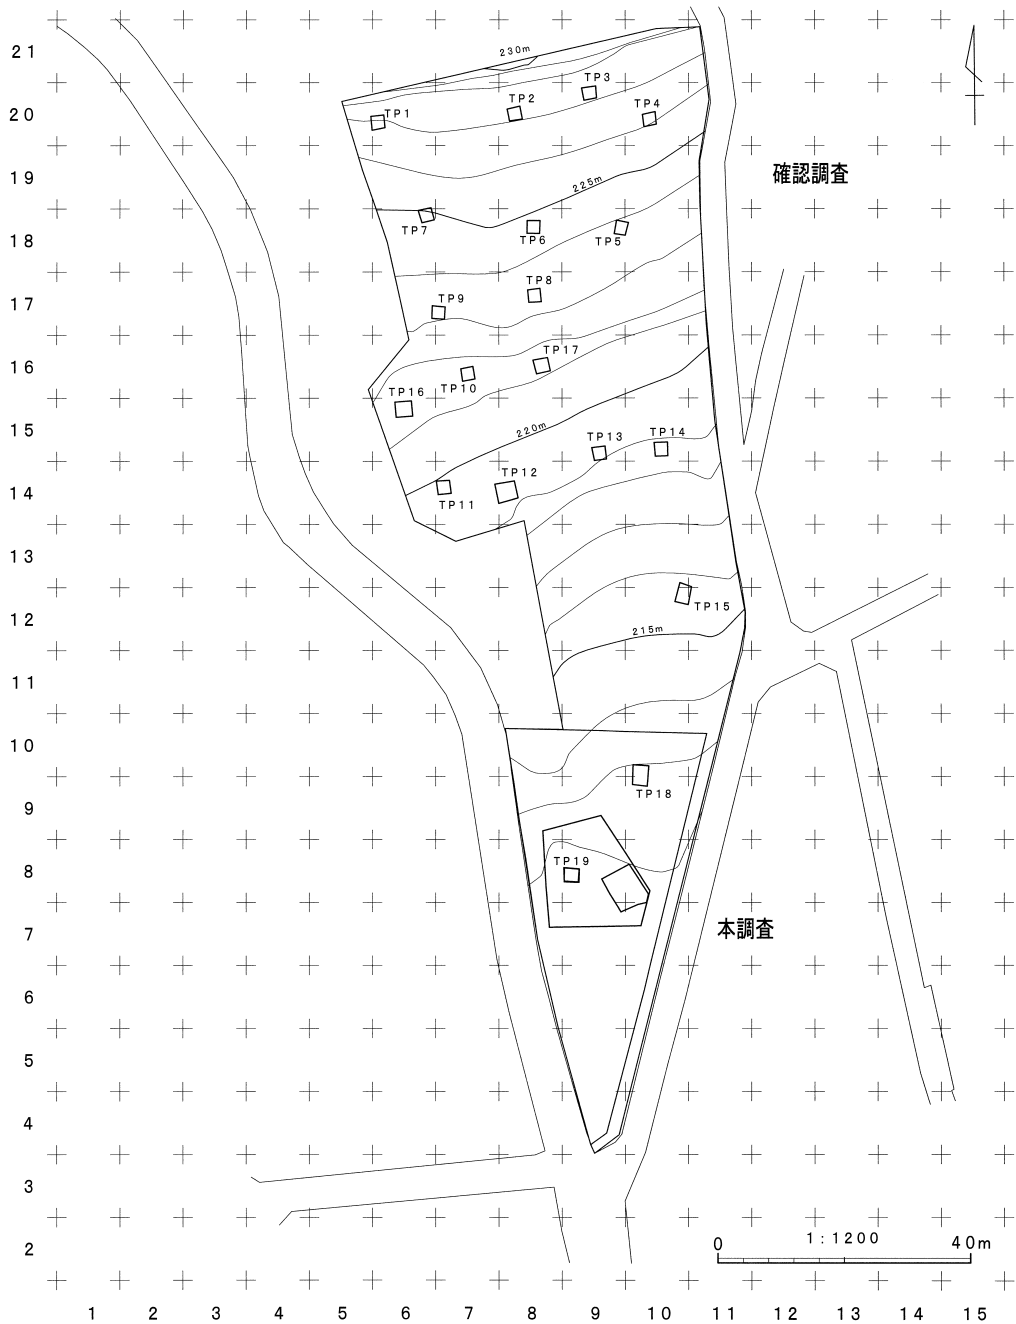 21
230m
TP3
20
TP1
TP2
TP4
確認調査
19
225m
18
TP7
TP6
TP5
17
TP8
TP9
16
TP17
TP10
TP16
15
220m
TP13
TP14
14
TP12
TP11
13
12
TP15
215m
11
10
9
TP18
8
TP19
7
本調査
6
5
4
3
2
0 1:1200 40m
1 2 3 4 5 6 7 8 9 10 11 12 13 14 15